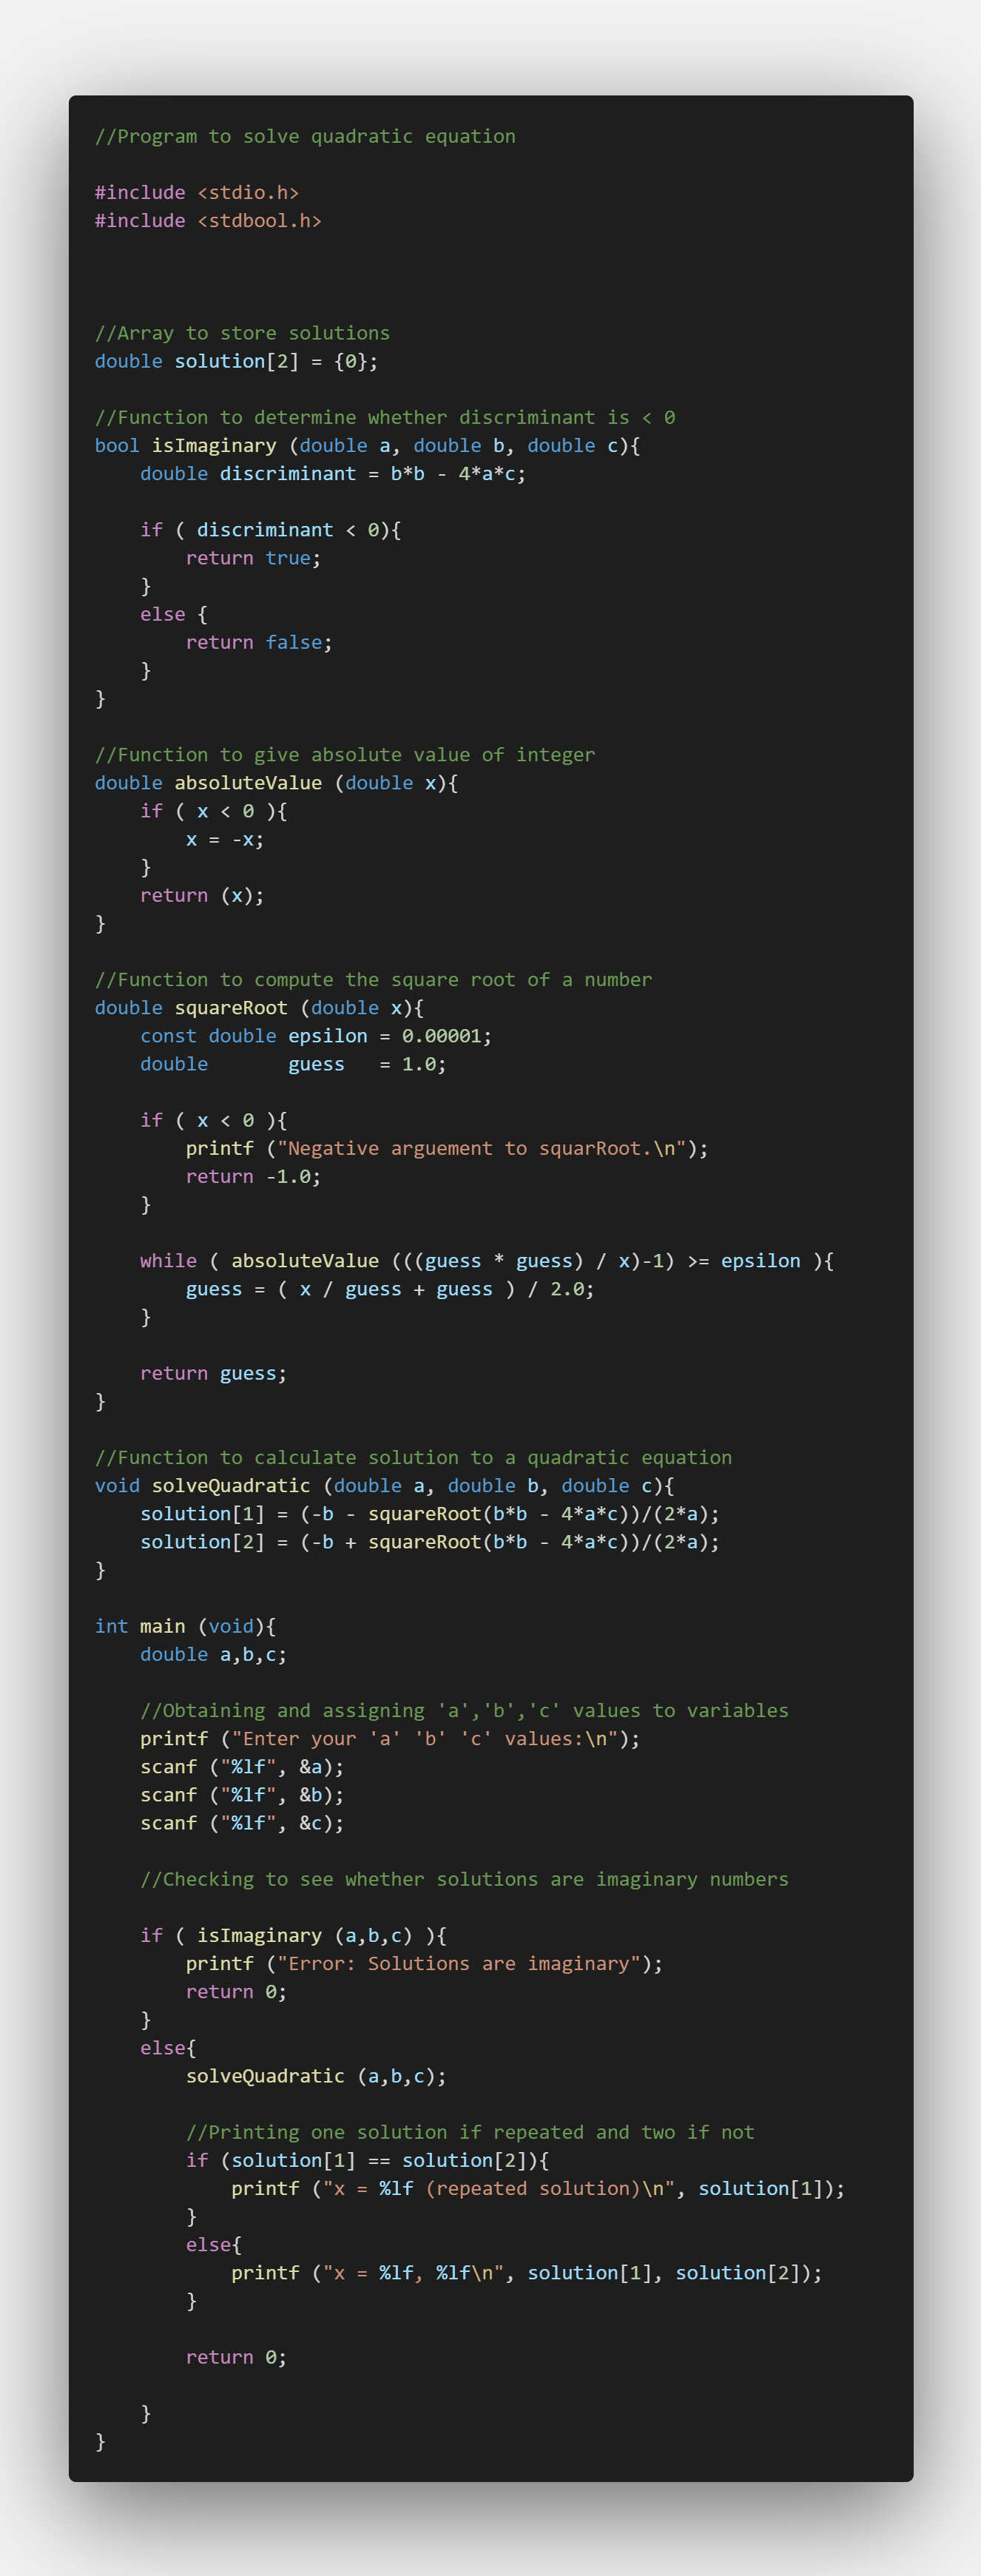 //Program to solve quadratic equation

#include <stdio.h>
#include <stdbool.h>



//Array to store solutions
double solution[2] = {0};

//Function to determine whether discriminant is < 0
bool isImaginary (double a, double b, double c){
    double discriminant = b*b - 4*a*c;

    if ( discriminant < 0){
        return true;
    }
    else {
        return false;
    }
}

//Function to give absolute value of integer
double absoluteValue (double x){
    if ( x < 0 ){
        x = -x;
    }
    return (x);
}

//Function to compute the square root of a number
double squareRoot (double x){
    const double epsilon = 0.00001;
    double       guess   = 1.0;

    if ( x < 0 ){
        printf ("Negative arguement to squarRoot.\n");
        return -1.0;
    }

    while ( absoluteValue (((guess * guess) / x)-1) >= epsilon ){
        guess = ( x / guess + guess ) / 2.0;
    }

    return guess;
}

//Function to calculate solution to a quadratic equation
void solveQuadratic (double a, double b, double c){
    solution[1] = (-b - squareRoot(b*b - 4*a*c))/(2*a);
    solution[2] = (-b + squareRoot(b*b - 4*a*c))/(2*a);
}

int main (void){
    double a,b,c;

    //Obtaining and assigning 'a','b','c' values to variables
    printf ("Enter your 'a' 'b' 'c' values:\n");
    scanf ("%lf", &a);
    scanf ("%lf", &b);
    scanf ("%lf", &c);

    //Checking to see whether solutions are imaginary numbers

    if ( isImaginary (a,b,c) ){
        printf ("Error: Solutions are imaginary");
        return 0;
    }
    else{
        solveQuadratic (a,b,c);

        //Printing one solution if repeated and two if not
        if (solution[1] == solution[2]){
            printf ("x = %lf (repeated solution)\n", solution[1]);
        }
        else{
            printf ("x = %lf, %lf\n", solution[1], solution[2]);
        }

        return 0;

    }
}